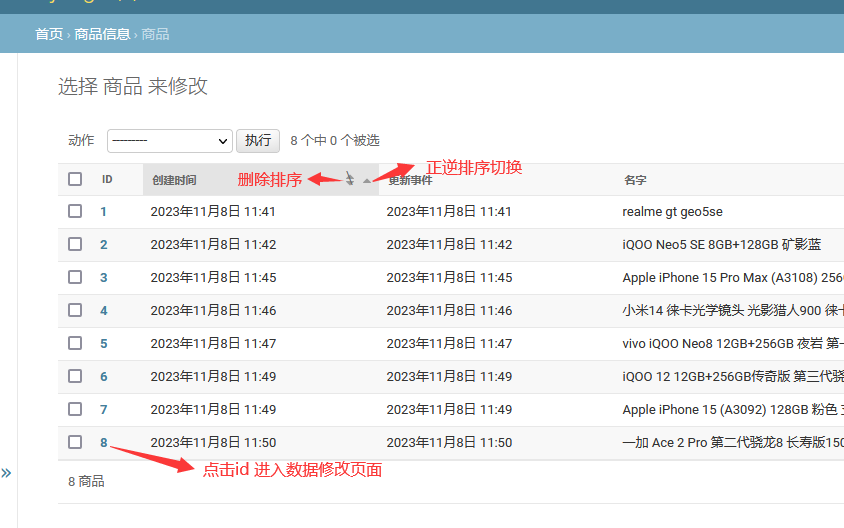 首页 › 商品信息 › 商品
选择 商品 来修改
动作 --------- 执行 8 个中 0 个被选
正逆排序切换
ID 创建时间 删除排序 更新事件 名字
1 2023年11月8日 11:41 2023年11月8日 11:41 realme gt geo5se
2 2023年11月8日 11:42 2023年11月8日 11:42 iQOO Neo5 SE 8GB+128GB 矿影蓝
3 2023年11月8日 11:45 2023年11月8日 11:45 Apple iPhone 15 Pro Max (A3108) 256
4 2023年11月8日 11:46 2023年11月8日 11:46 小米14 徕卡光学镜头 光影猎人900 徕卡
5 2023年11月8日 11:47 2023年11月8日 11:47 vivo iQOO Neo8 12GB+256GB 夜岩 第一
6 2023年11月8日 11:49 2023年11月8日 11:49 iQOO 12 12GB+256GB传奇版 第三代骁
7 2023年11月8日 11:49 2023年11月8日 11:49 Apple iPhone 15 (A3092) 128GB 粉色
8 2023年11月8日 11:50 2023年11月8日 11:50 一加 Ace 2 Pro 第二代骁龙8 长寿版150
点击id 进入数据修改页面
8 商品